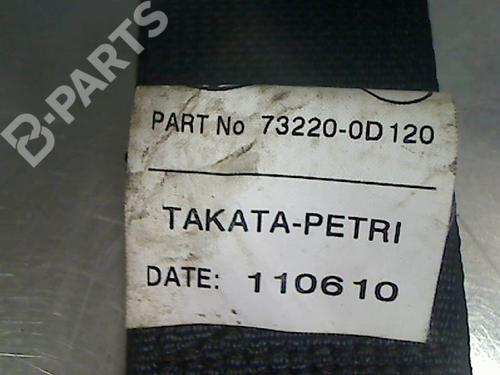 B-PARTS
PART No 73220-0D120
TAKATA-PETRI
DATE: 110610